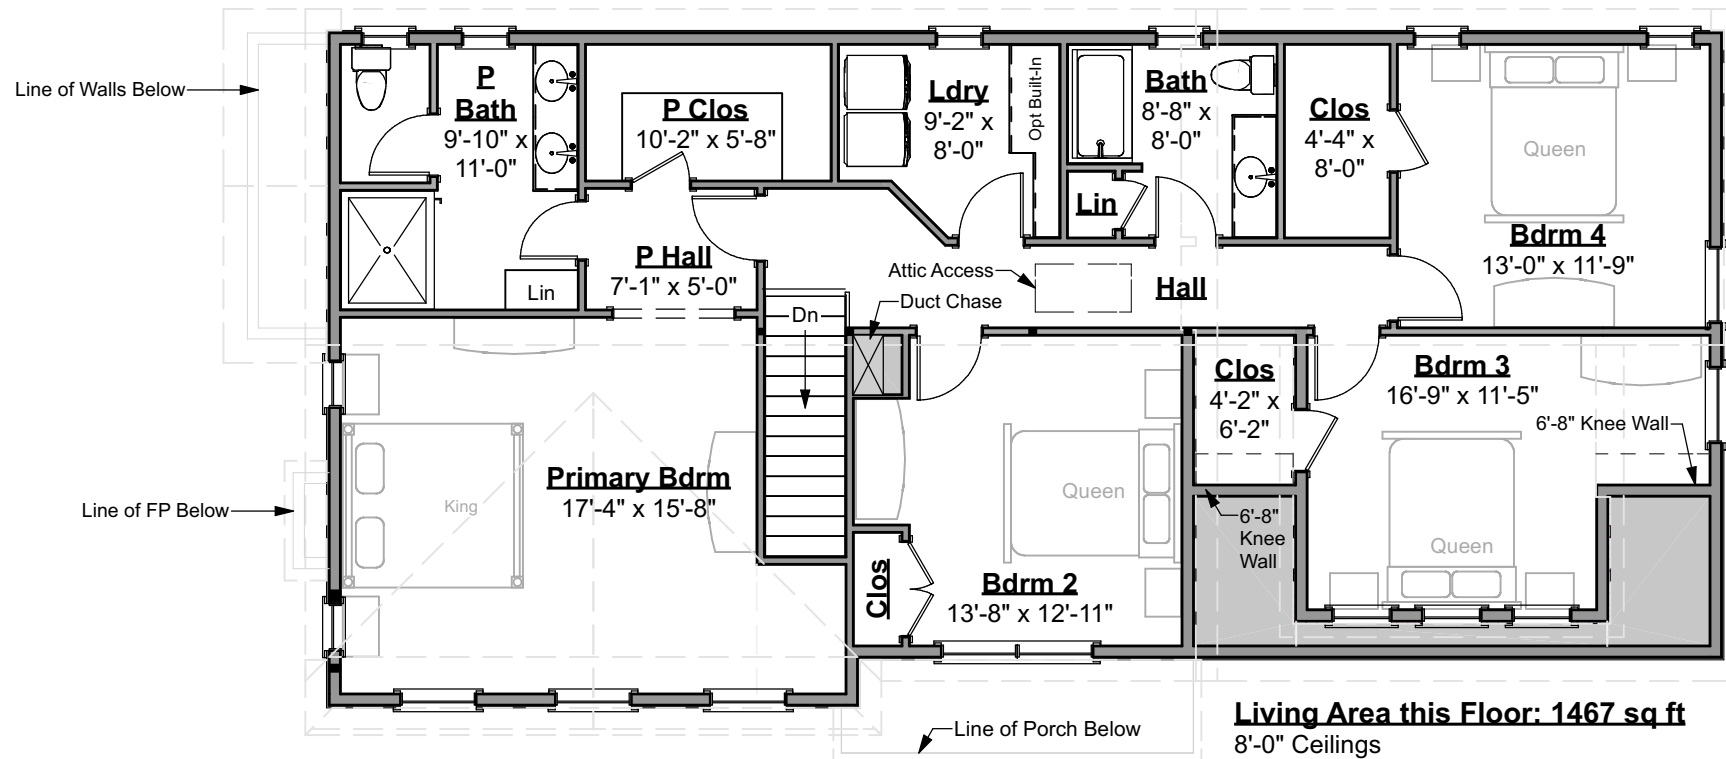 Line of Walls Below
P
Bath
9'-10" x
11'-0"
P Clos
10'-2" x 5'-8"
Ldry
9'-2" x
8'-0"
Opt Built-In
Bath
8'-8" x
8'-0"
Lin
Clos
4'-4" x
8'-0"
Queen
Bdrm 4
13'-0" x 11'-9"
P Hall
7'-1" x 5'-0"
Lin
Attic Access
Duct Chase
Hall
Dn
Clos
4'-2" x
6'-2"
Bdrm 3
16'-9" x 11'-5"
6'-8" Knee Wall
Primary Bdrm
17'-4" x 15'-8"
King
Queen
Line of FP Below
6'-8"
Knee
Wall
Queen
Clos
Bdrm 2
13'-8" x 12'-11"
Line of Porch Below
Living Area this Floor: 1467 sq ft
8'-0" Ceilings